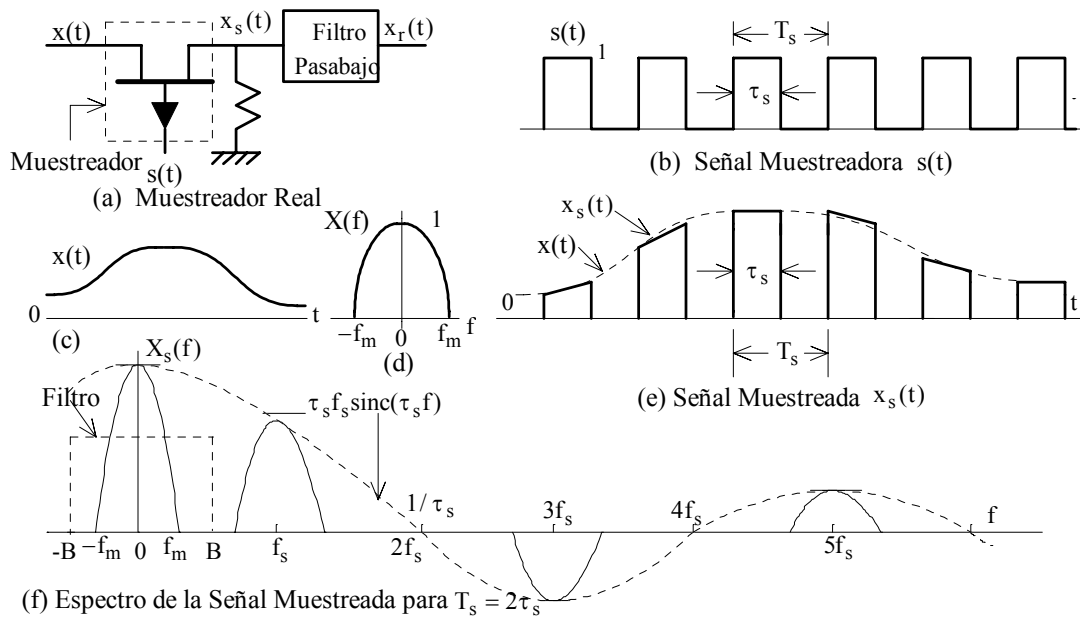 x(t)
x_s(t)
Filtro
Pasabajo
x_r(t)
Muestreador
s(t)
(a) Muestreador Real
s(t)
1
T_s
τ_s
(b) Señal Muestreadora s(t)
x(t)
0
t
(c)
X(f)
1
−f_m
0
f_m
f
(d)
x_s(t)
x(t)
τ_s
0
t
T_s
(e) Señal Muestreada x_s(t)
X_s(f)
Filtro
τ_s f_s sinc(τ_s f)
1/τ_s
3f_s
4f_s
f
-B
−f_m
0
f_m
B
f_s
2f_s
5f_s
(f) Espectro de la Señal Muestreada para T_s = 2τ_s